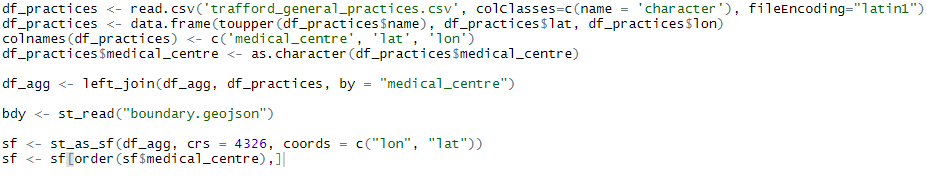 df_practices <- read.csv('trafford_general_practices.csv', colClasses=c(name = 'character'), fileEncoding="latin1")
df_practices <- data.frame(toupper(df_practices$name), df_practices$lat, df_practices$lon)
colnames(df_practices) <- c('medical_centre', 'lat', 'lon')
df_practices$medical_centre <- as.character(df_practices$medical_centre)
df_agg <- left_join(df_agg, df_practices, by = "medical_centre")
bdy <- st_read("boundary.geojson")
sf <- st_as_sf(df_agg, crs = 4326, coords = c("lon", "lat"))
sf <- sf[order(sf$medical_centre),]